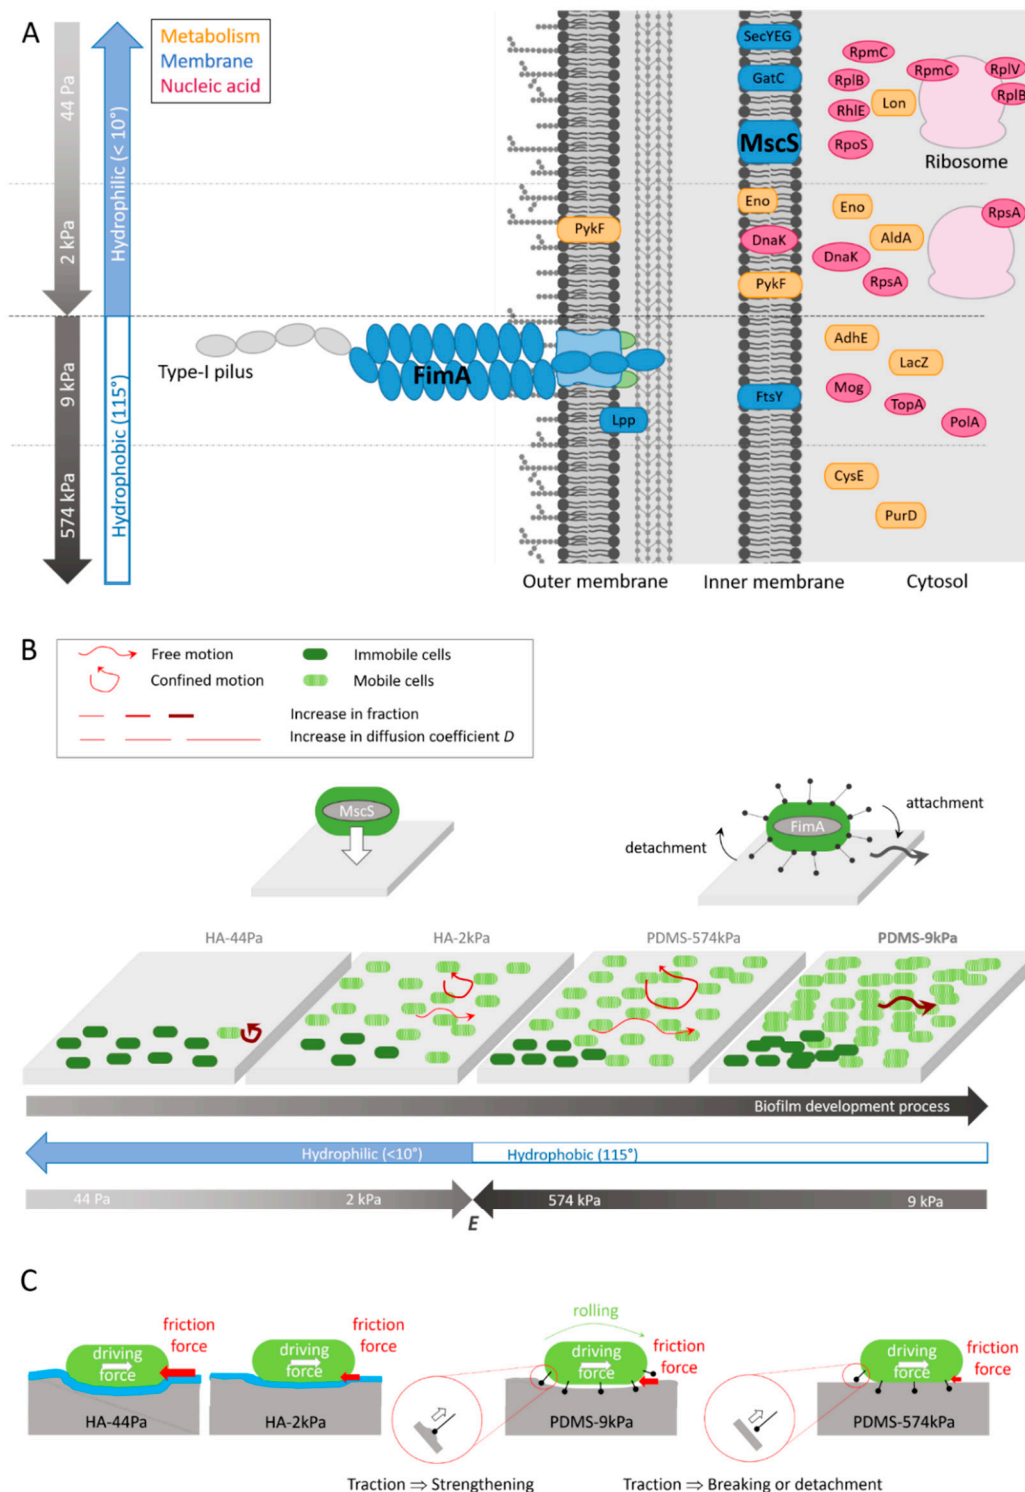 A
Metabolism
Membrane
Nucleic acid
44 Pa
2 kPa
9 kPa
574 kPa
Hydrophilic (< 10°)
Hydrophobic (115°)
SecYEG
GatC
MscS
RpmC
RplB
RhlE
RpoS
Lon
RpmC
RplV
RplB
Ribosome
PykF
Eno
DnaK
PykF
Eno
AldA
DnaK
RpsA
RpsA
Type-I pilus
FimA
Lpp
FtsY
AdhE
LacZ
Mog
TopA
PolA
CysE
PurD
Outer membrane
Inner membrane
Cytosol
B
Free motion
Immobile cells
Confined motion
Mobile cells
Increase in fraction
Increase in diffusion coefficient D
MscS
FimA
attachment
detachment
HA-44Pa
HA-2kPa
PDMS-574kPa
PDMS-9kPa
Biofilm development process
Hydrophilic (<10°)
Hydrophobic (115°)
44 Pa
2 kPa
574 kPa
9 kPa
E
C
driving
force
friction
force
HA-44Pa
driving
force
friction
force
HA-2kPa
rolling
driving
force
friction
force
PDMS-9kPa
driving
force
friction
force
PDMS-574kPa
Traction ⇒ Strengthening
Traction ⇒ Breaking or detachment